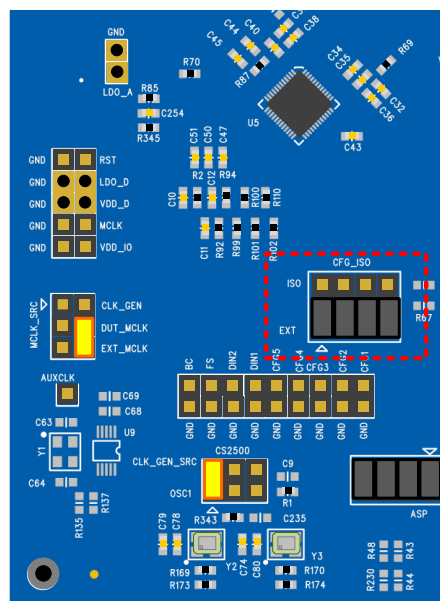 GND
LDO_A
R70
C44
C40
C45
C38
R87
C34
C35
R69
C32
C36
R85
C254
R345
U5
C43
C51
C50
C47
R2
C12
R94
GND RST
GND LDO_D
GND VDD_D
GND MCLK
GND VDD_IO
C10
R100
R110
C11
R92
R99
R101
R102
CFG_ISO
ISO
EXT
R67
MCLK_SRC
CLK_GEN
DUT_MCLK
EXT_MCLK
BC FS DIN2 DIN1 CFG5 CFG4 CFG3 CFG2 CFG1
GND GND GND GND GND GND GND GND
AUXCLK
C69
C68
C63
U9
Y1
C64
R135
R137
CS2500
CLK_GEN_SRC
OSC1
C9
R1
ASP
C79
C78
R343
C235
R169
R173
Y2
C74
C80
Y3
R170
R174
R48
R43
R230
R44